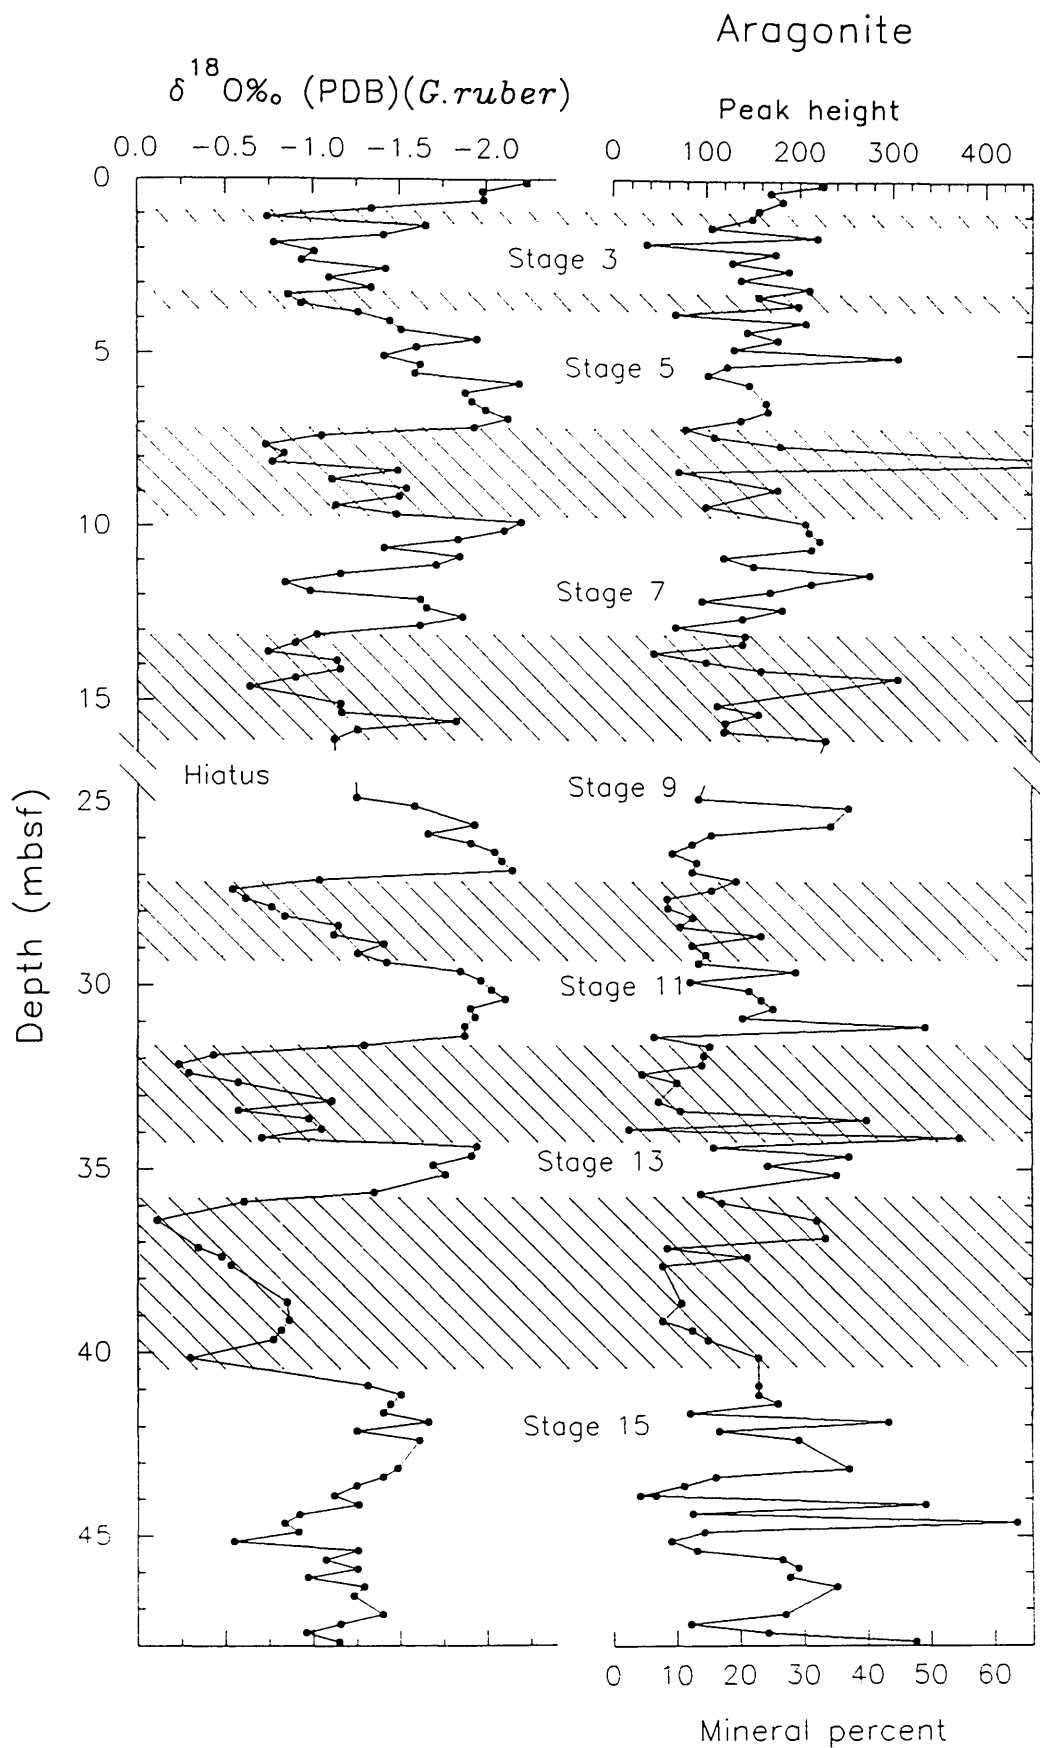 Aragonite
δ18O‰ (PDB)(G.ruber)
Peak height
0.0 −0.5 −1.0 −1.5 −2.0
0 100 200 300 400
0
Stage 3
5
Stage 5
10
Stage 7
15
Hiatus
Stage 9
25
Depth (mbsf)
Stage 11
30
Stage 13
35
40
Stage 15
45
0 10 20 30 40 50 60
Mineral percent